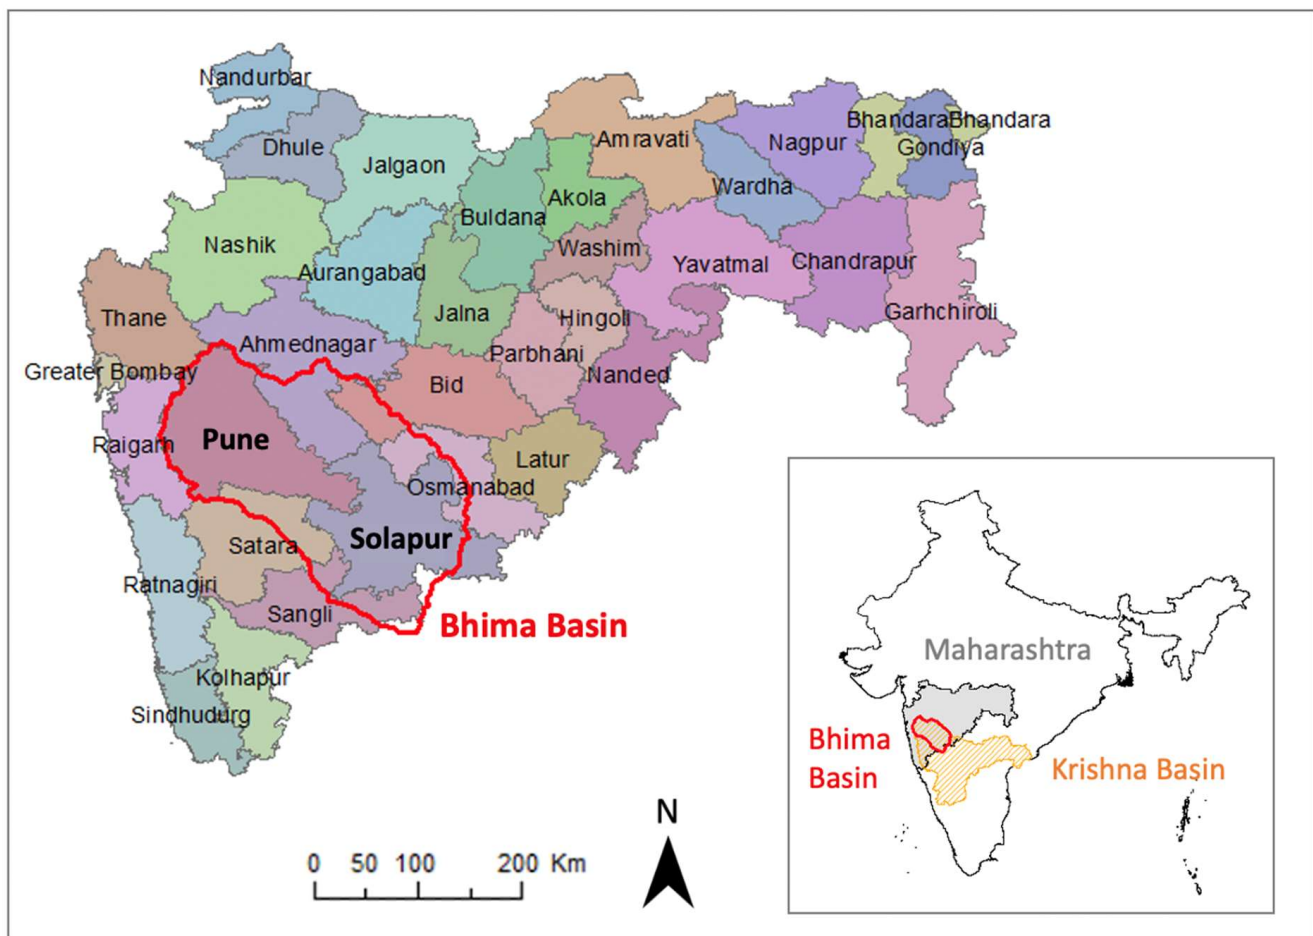 Nandurbar
Dhule
Jalgaon
Amravati
Nagpur
Bhandara
Bhandara
Gondiya
Wardha
Akola
Buldana
Washim
Nashik
Aurangabad
Yavatmal
Chandrapur
Garhchiroli
Thane
Jalna
Hingoli
Ahmednagar
Parbhani
Greater Bombay
Bid
Nanded
Raigarh
Pune
Latur
Osmanabad
Satara
Solapur
Ratnagiri
Sangli
Bhima Basin
Kolhapur
Sindhudurg
0 50 100 200 Km
N
Maharashtra
Bhima
Basin
Krishna Basin